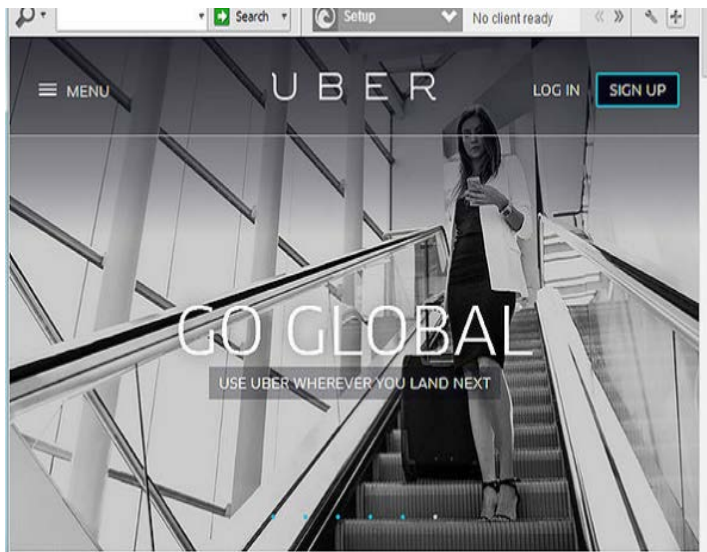 Search Setup No client ready
MENU UBER LOG IN SIGN UP
GO GLOBAL
USE UBER WHEREVER YOU LAND NEXT